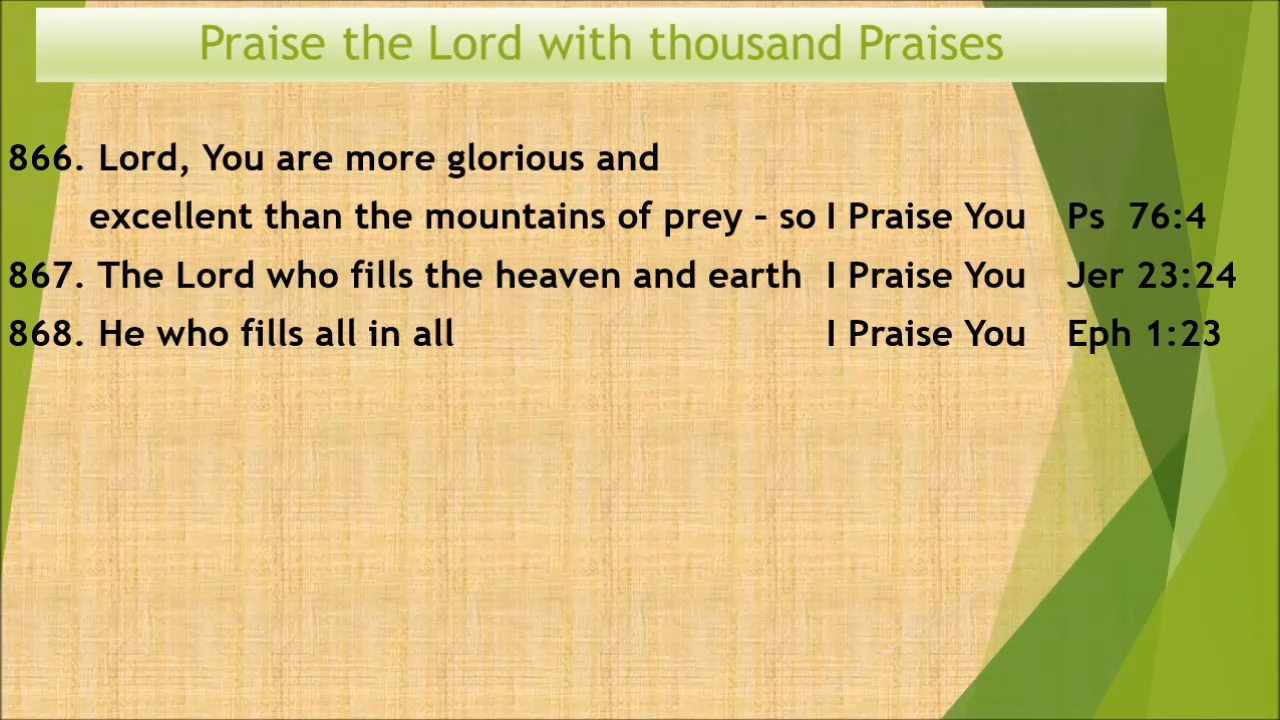 Praise the Lord with thousand Praises
866. Lord, You are more glorious and
excellent than the mountains of prey – so I Praise You Ps 76:4
867. The Lord who fills the heaven and earth I Praise You Jer 23:24
868. He who fills all in all I Praise You Eph 1:23